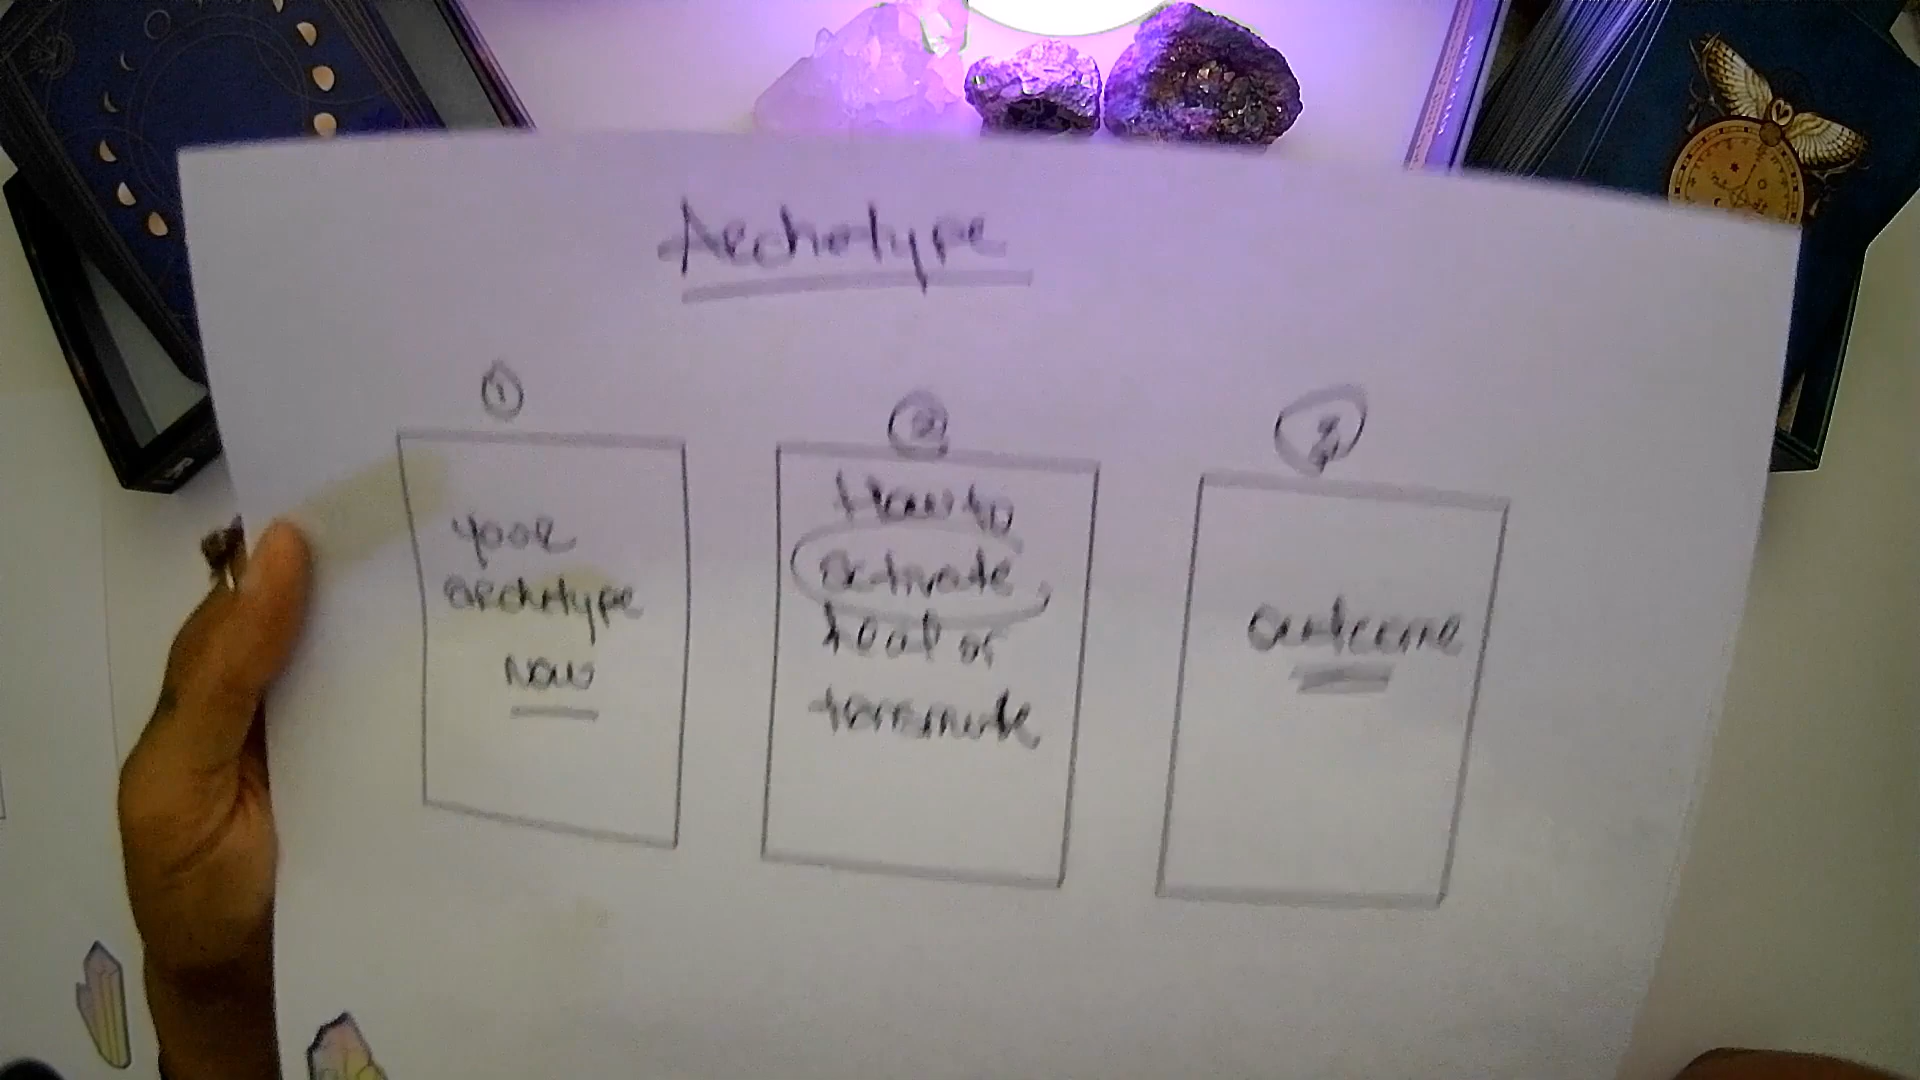 Archetype
1
your
archetype
now
2
How to
activate,
heal or
transmute
3
outcome